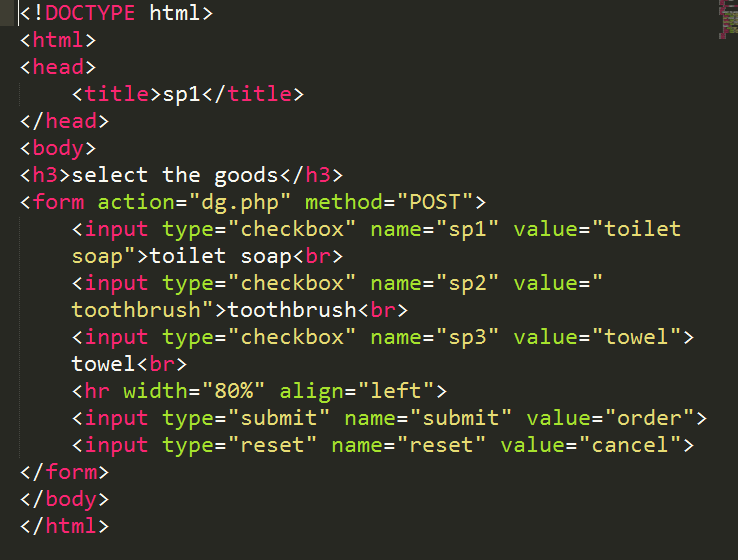 <!DOCTYPE html>
<html>
<head>
    <title>sp1</title>
</head>
<body>
<h3>select the goods</h3>
<form action="dg.php" method="POST">
    <input type="checkbox" name="sp1" value="toilet
    soap">toilet soap<br>
    <input type="checkbox" name="sp2" value="
    toothbrush">toothbrush<br>
    <input type="checkbox" name="sp3" value="towel">
    towel<br>
    <hr width="80%" align="left">
    <input type="submit" name="submit" value="order">
    <input type="reset" name="reset" value="cancel">
</form>
</body>
</html>